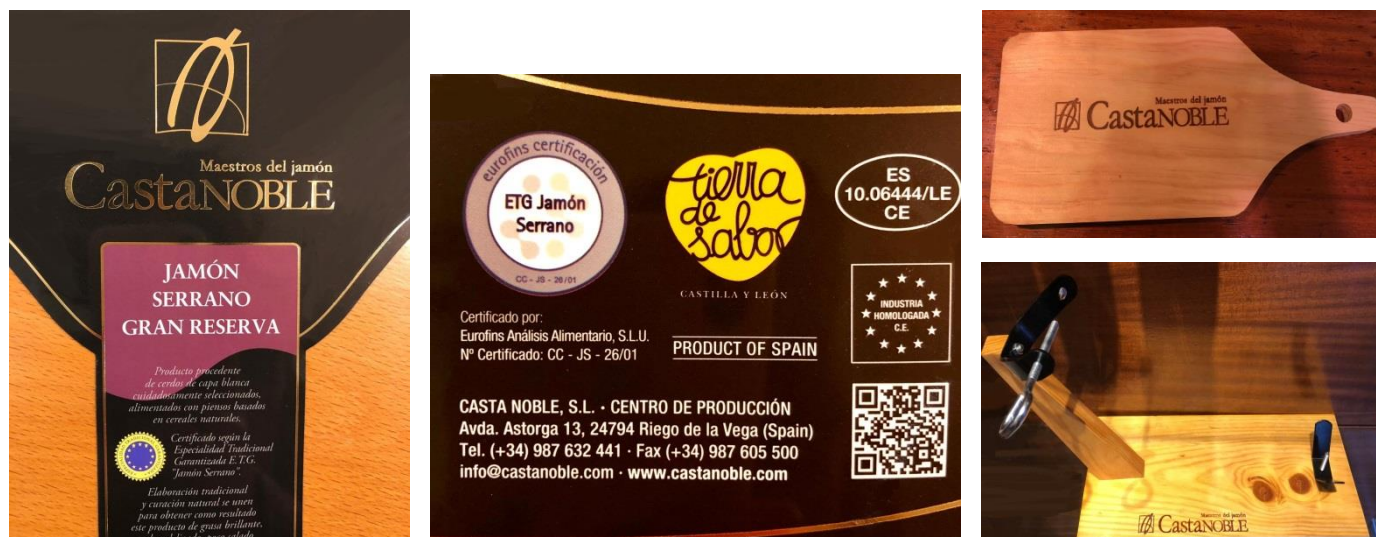 Maestros del jamón
CastaNOBLE
JAMÓN
SERRANO
GRAN RESERVA
Producto procedente
de cerdos de capa blanca
cuidadosamente seleccionados,
alimentados con piensos basados
en cereales naturales.
Certificado según la
Especialidad Tradicional
Garantizada E.T.G.
"Jamón Serrano".
Elaboración tradicional
y curación natural se unen
para obtener como resultado
este producto de grasa brillante,
eurofins certificación
ETG Jamón
Serrano
CC - JS - 26/01
tierra
de
sabor
CASTILLA Y LEÓN
ES
10.06444/LE
CE
INDUSTRIA
HOMOLOGADA
C.E.
Certificado por:
Eurofins Análisis Alimentario, S.L.U.
Nº Certificado: CC - JS - 26/01
PRODUCT OF SPAIN
CASTA NOBLE, S.L. · CENTRO DE PRODUCCIÓN
Avda. Astorga 13, 24794 Riego de la Vega (Spain)
Tel. (+34) 987 632 441 · Fax (+34) 987 605 500
info@castanoble.com · www.castanoble.com
Maestros del jamón
CastaNOBLE
Maestros del jamón
CastaNOBLE